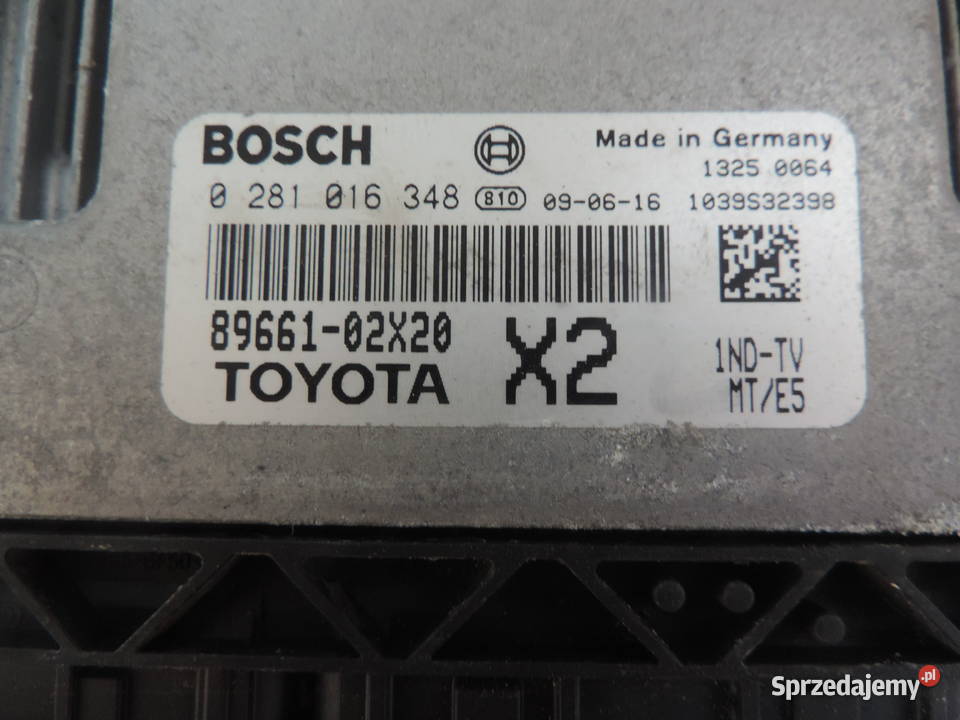 BOSCH
Made in Germany
1325 0064
0 281 016 348 810 09-06-16 1039S32398
89661-02X20
TOYOTA
X2
1ND-TV
MT/E5
Sprzedajemy.pl